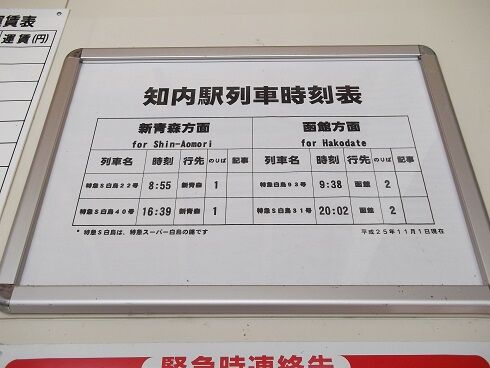 運賃表
運賃(円)
知内駅列車時刻表
新青森方面 函館方面
for Shin-Aomori for Hakodate
列車名 時刻 行先 のりば 記事 列車名 時刻 行先 のりば 記事
特急S白鳥22号 8:55 新青森 1 特急白鳥93号 9:38 函館 2
特急S白鳥40号 16:39 新青森 1 特急S白鳥31号 20:02 函館 2
* 特急S白鳥は、特急スーパー白鳥の略です 平成25年11月1日現在
緊急時連絡先